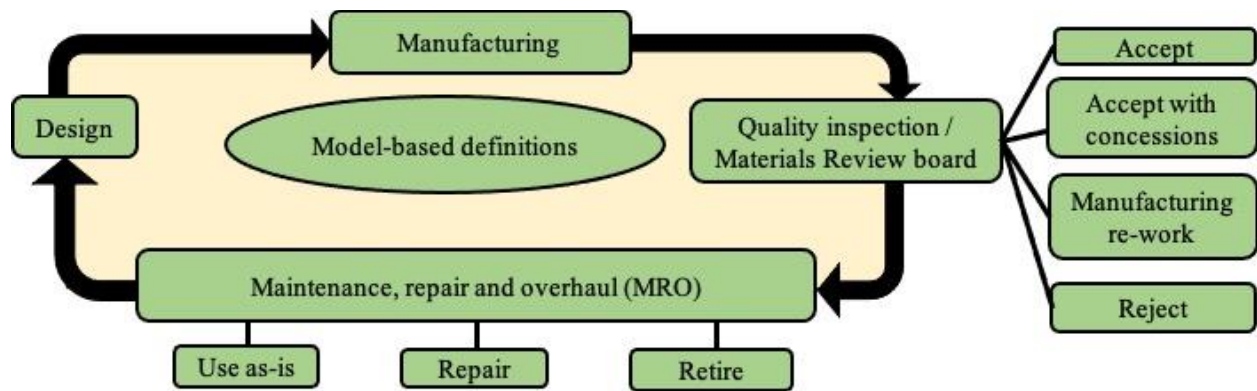 Manufacturing
Accept
Design
Model-based definitions
Quality inspection /
Materials Review board
Accept with
concessions
Manufacturing
re-work
Maintenance, repair and overhaul (MRO)
Reject
Use as-is
Repair
Retire